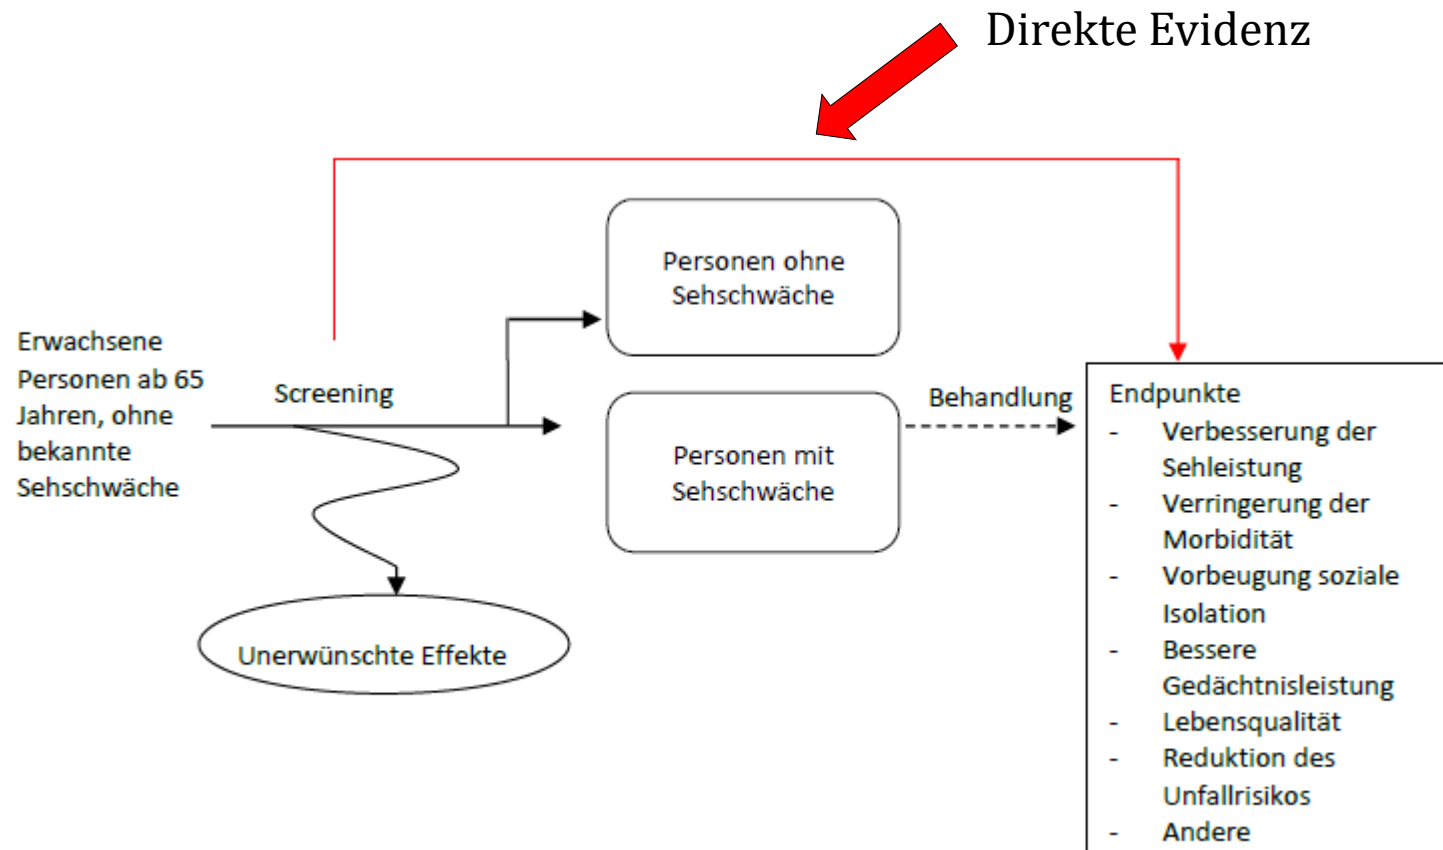 Direkte Evidenz
Erwachsene
Personen ab 65
Jahren, ohne
bekannte
Sehschwäche
Screening
Personen ohne
Sehschwäche
Personen mit
Sehschwäche
Behandlung
Unerwünschte Effekte
Endpunkte
- Verbesserung der
Sehleistung
- Verringerung der
Morbidität
- Vorbeugung soziale
Isolation
- Bessere
Gedächtnisleistung
- Lebensqualität
- Reduktion des
Unfallrisikos
- Andere